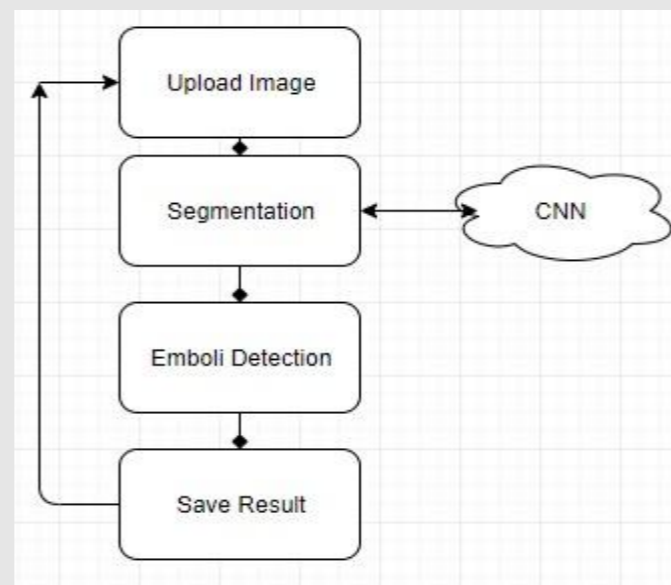 Upload Image
Segmentation
CNN
Emboli Detection
Save Result